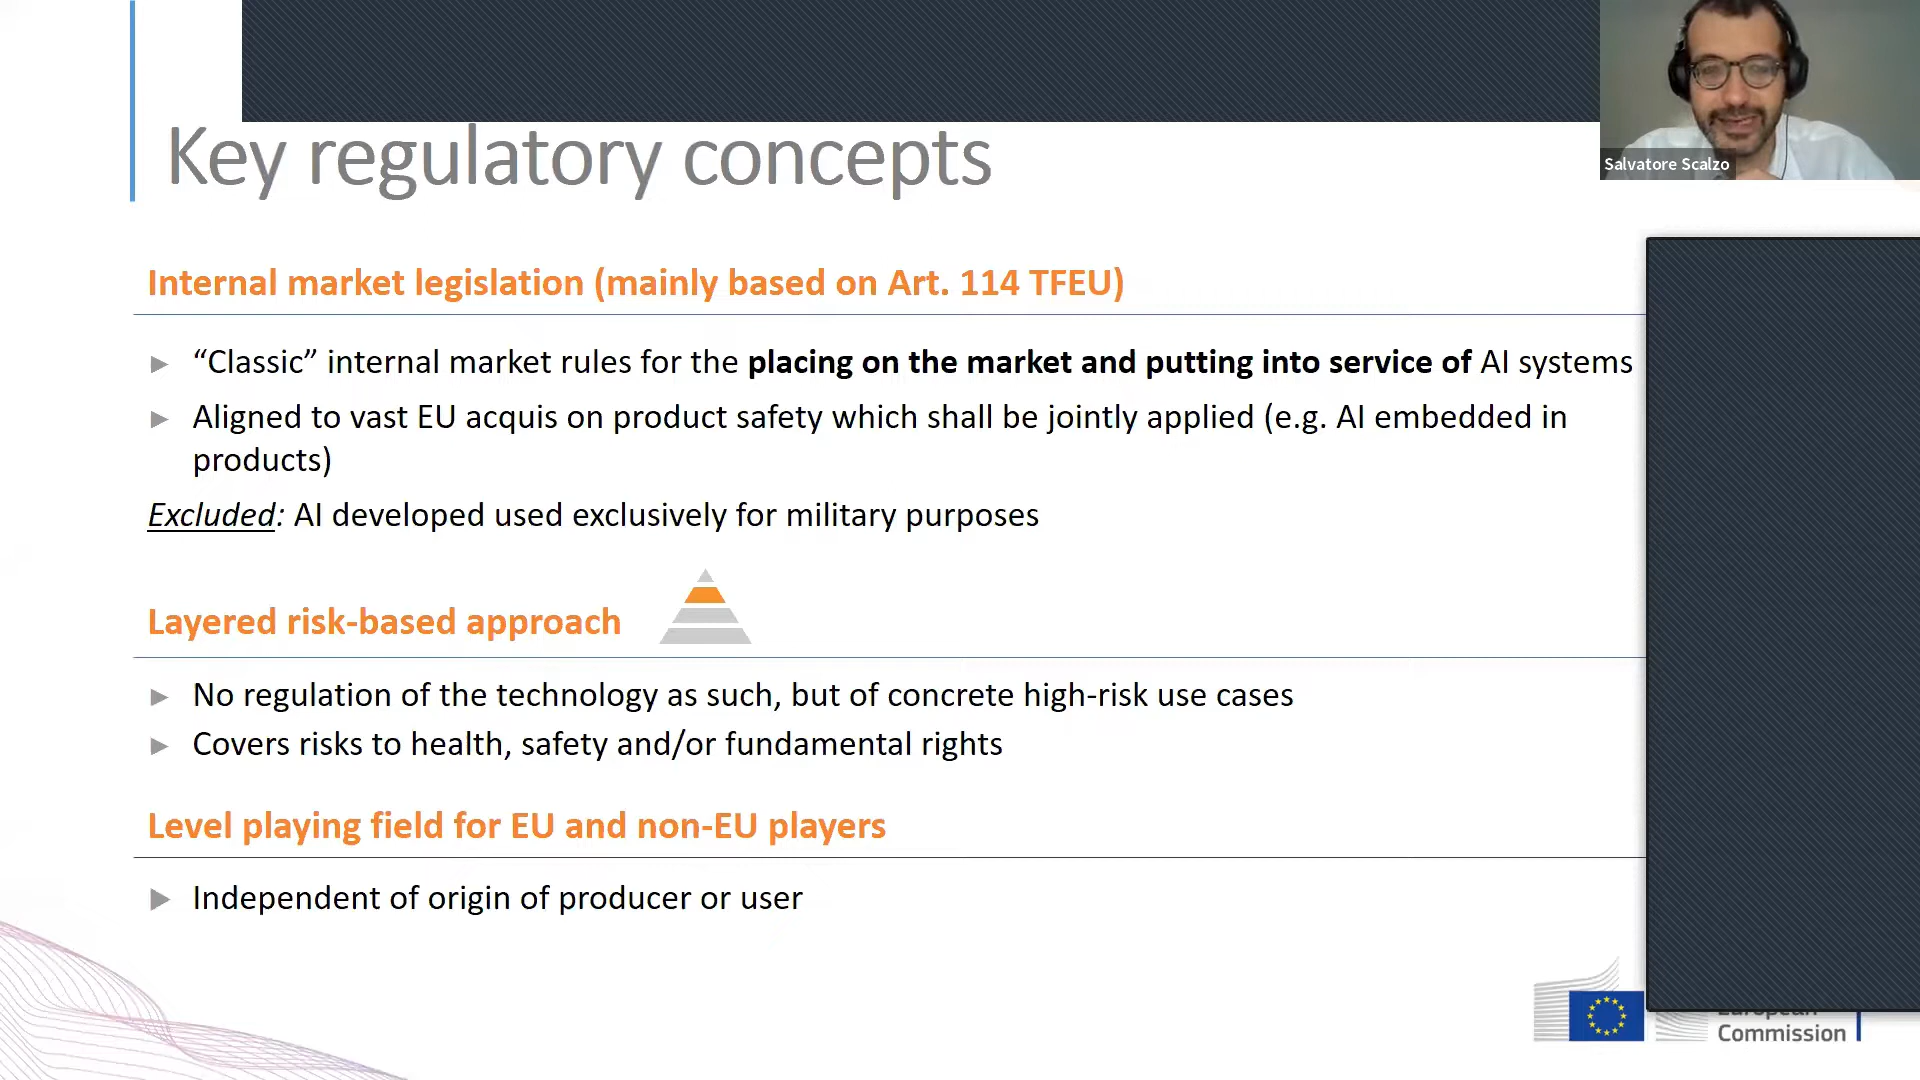 Salvatore Scalzo
Key regulatory concepts
Internal market legislation (mainly based on Art. 114 TFEU)
“Classic” internal market rules for the placing on the market and putting into service of AI systems
Aligned to vast EU acquis on product safety which shall be jointly applied (e.g. AI embedded in
products)
Excluded: AI developed used exclusively for military purposes
Layered risk-based approach
No regulation of the technology as such, but of concrete high-risk use cases
Covers risks to health, safety and/or fundamental rights
Level playing field for EU and non-EU players
Independent of origin of producer or user
European
Commission